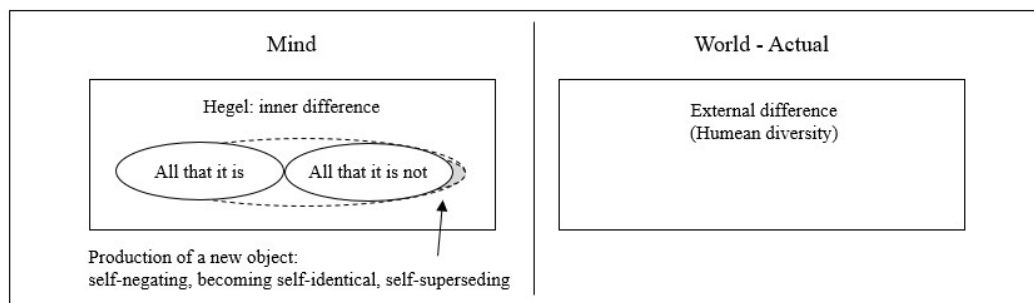 Mind
Hegel: inner difference
All that it is
All that it is not
Production of a new object:
self-negating, becoming self-identical, self-superseding
World - Actual
External difference
(Humean diversity)